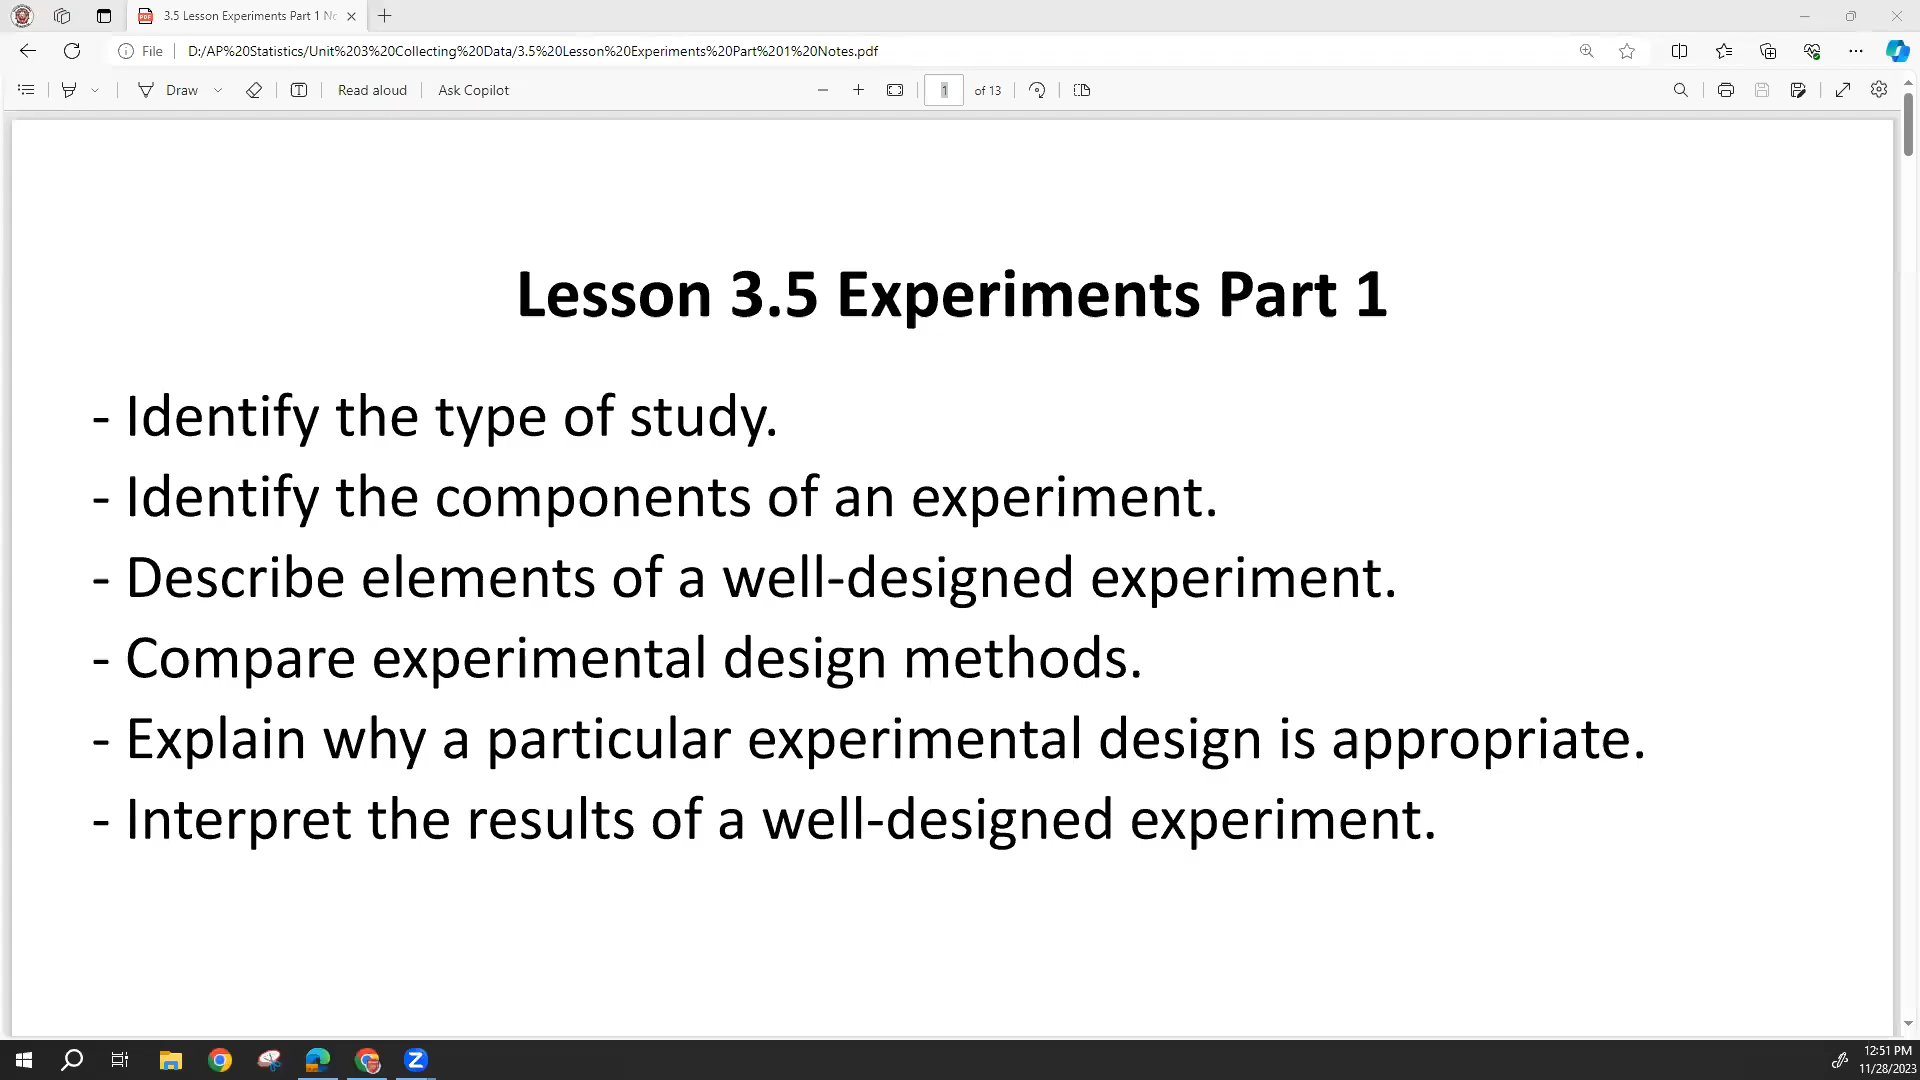 3.5 Lesson Experiments Part 1 No
File
D:/AP%20Statistics/Unit%203%20Collecting%20Data/3.5%20Lesson%20Experiments%20Part%201%20Notes.pdf
Draw
Read aloud
Ask Copilot
1 of 13
Lesson 3.5 Experiments Part 1
- Identify the type of study.
- Identify the components of an experiment.
- Describe elements of a well-designed experiment.
- Compare experimental design methods.
- Explain why a particular experimental design is appropriate.
- Interpret the results of a well-designed experiment.
12:51 PM
11/28/2023